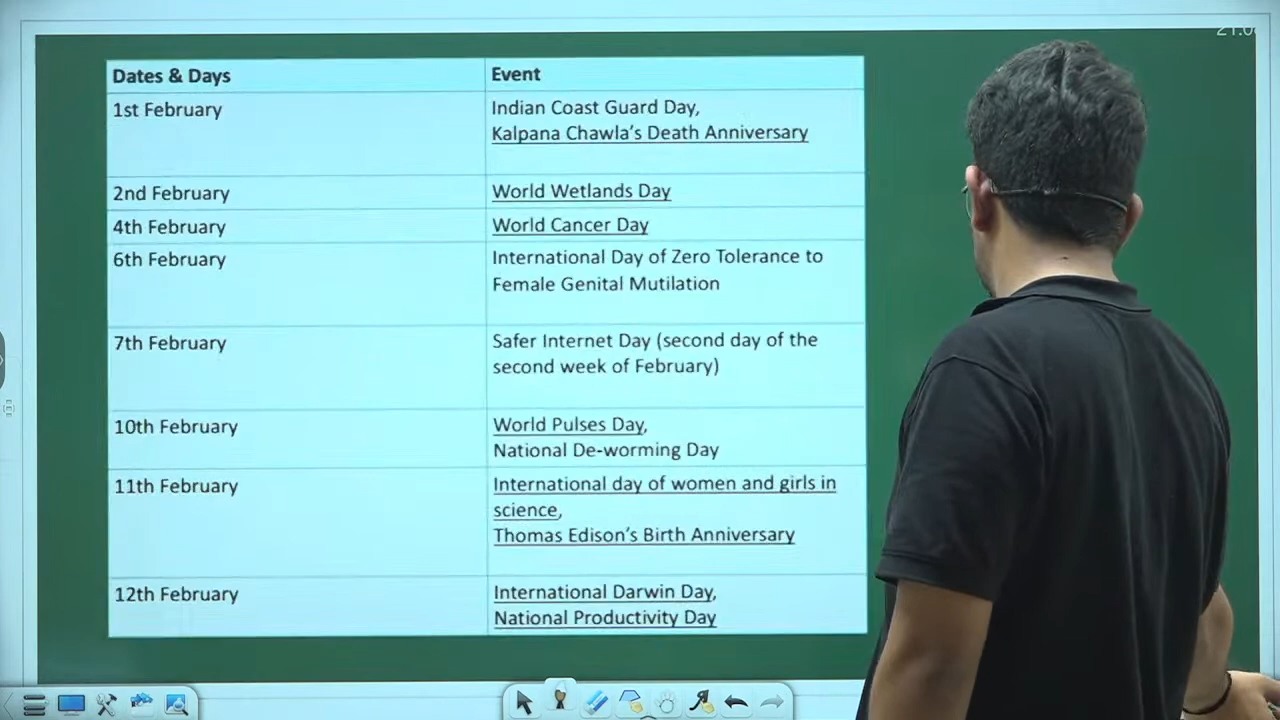 Dates & Days
Event
1st February
Indian Coast Guard Day,
Kalpana Chawla's Death Anniversary
2nd February
World Wetlands Day
4th February
World Cancer Day
6th February
International Day of Zero Tolerance to
Female Genital Mutilation
7th February
Safer Internet Day (second day of the
second week of February)
10th February
World Pulses Day,
National De-worming Day
11th February
International day of women and girls in
science,
Thomas Edison's Birth Anniversary
12th February
International Darwin Day,
National Productivity Day